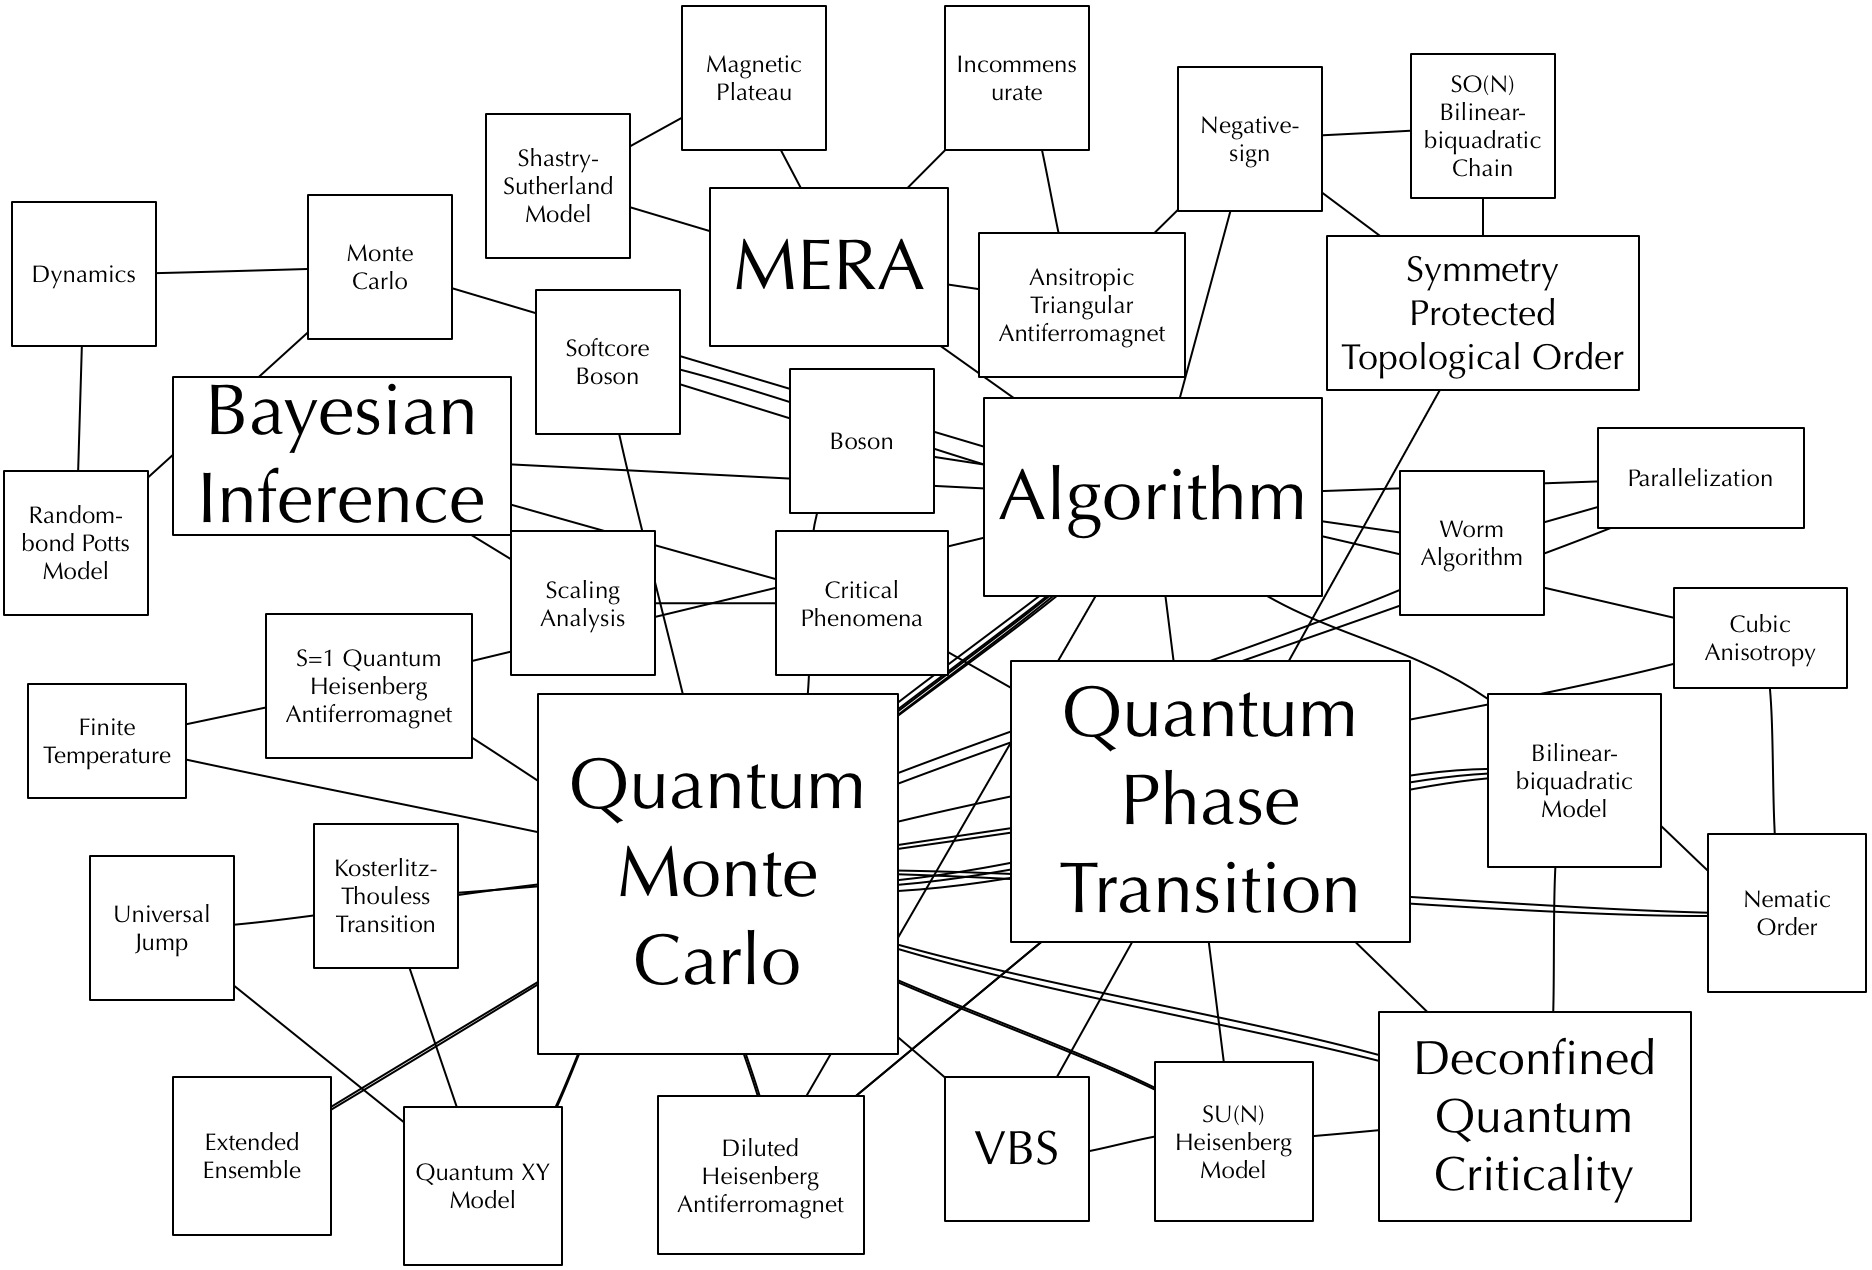 Magnetic
Plateau
Incommens
urate
Negative-
sign
SO(N)
Bilinear-
biquadratic
Chain
Shastry-
Sutherland
Model
MERA
Ansitropic
Triangular
Antiferromagnet
Symmetry
Protected
Topological Order
Dynamics
Monte
Carlo
Softcore
Boson
Bayesian
Inference
Boson
Algorithm
Parallelization
Worm
Algorithm
Random-
bond Potts
Model
Scaling
Analysis
Critical
Phenomena
Cubic
Anisotropy
S=1 Quantum
Heisenberg
Antiferromagnet
Finite
Temperature
Quantum
Monte
Carlo
Quantum
Phase
Transition
Bilinear-
biquadratic
Model
Nematic
Order
Kosterlitz-
Thouless
Transition
Universal
Jump
Extended
Ensemble
Quantum XY
Model
Diluted
Heisenberg
Antiferromagnet
VBS
SU(N)
Heisenberg
Model
Deconfined
Quantum
Criticality